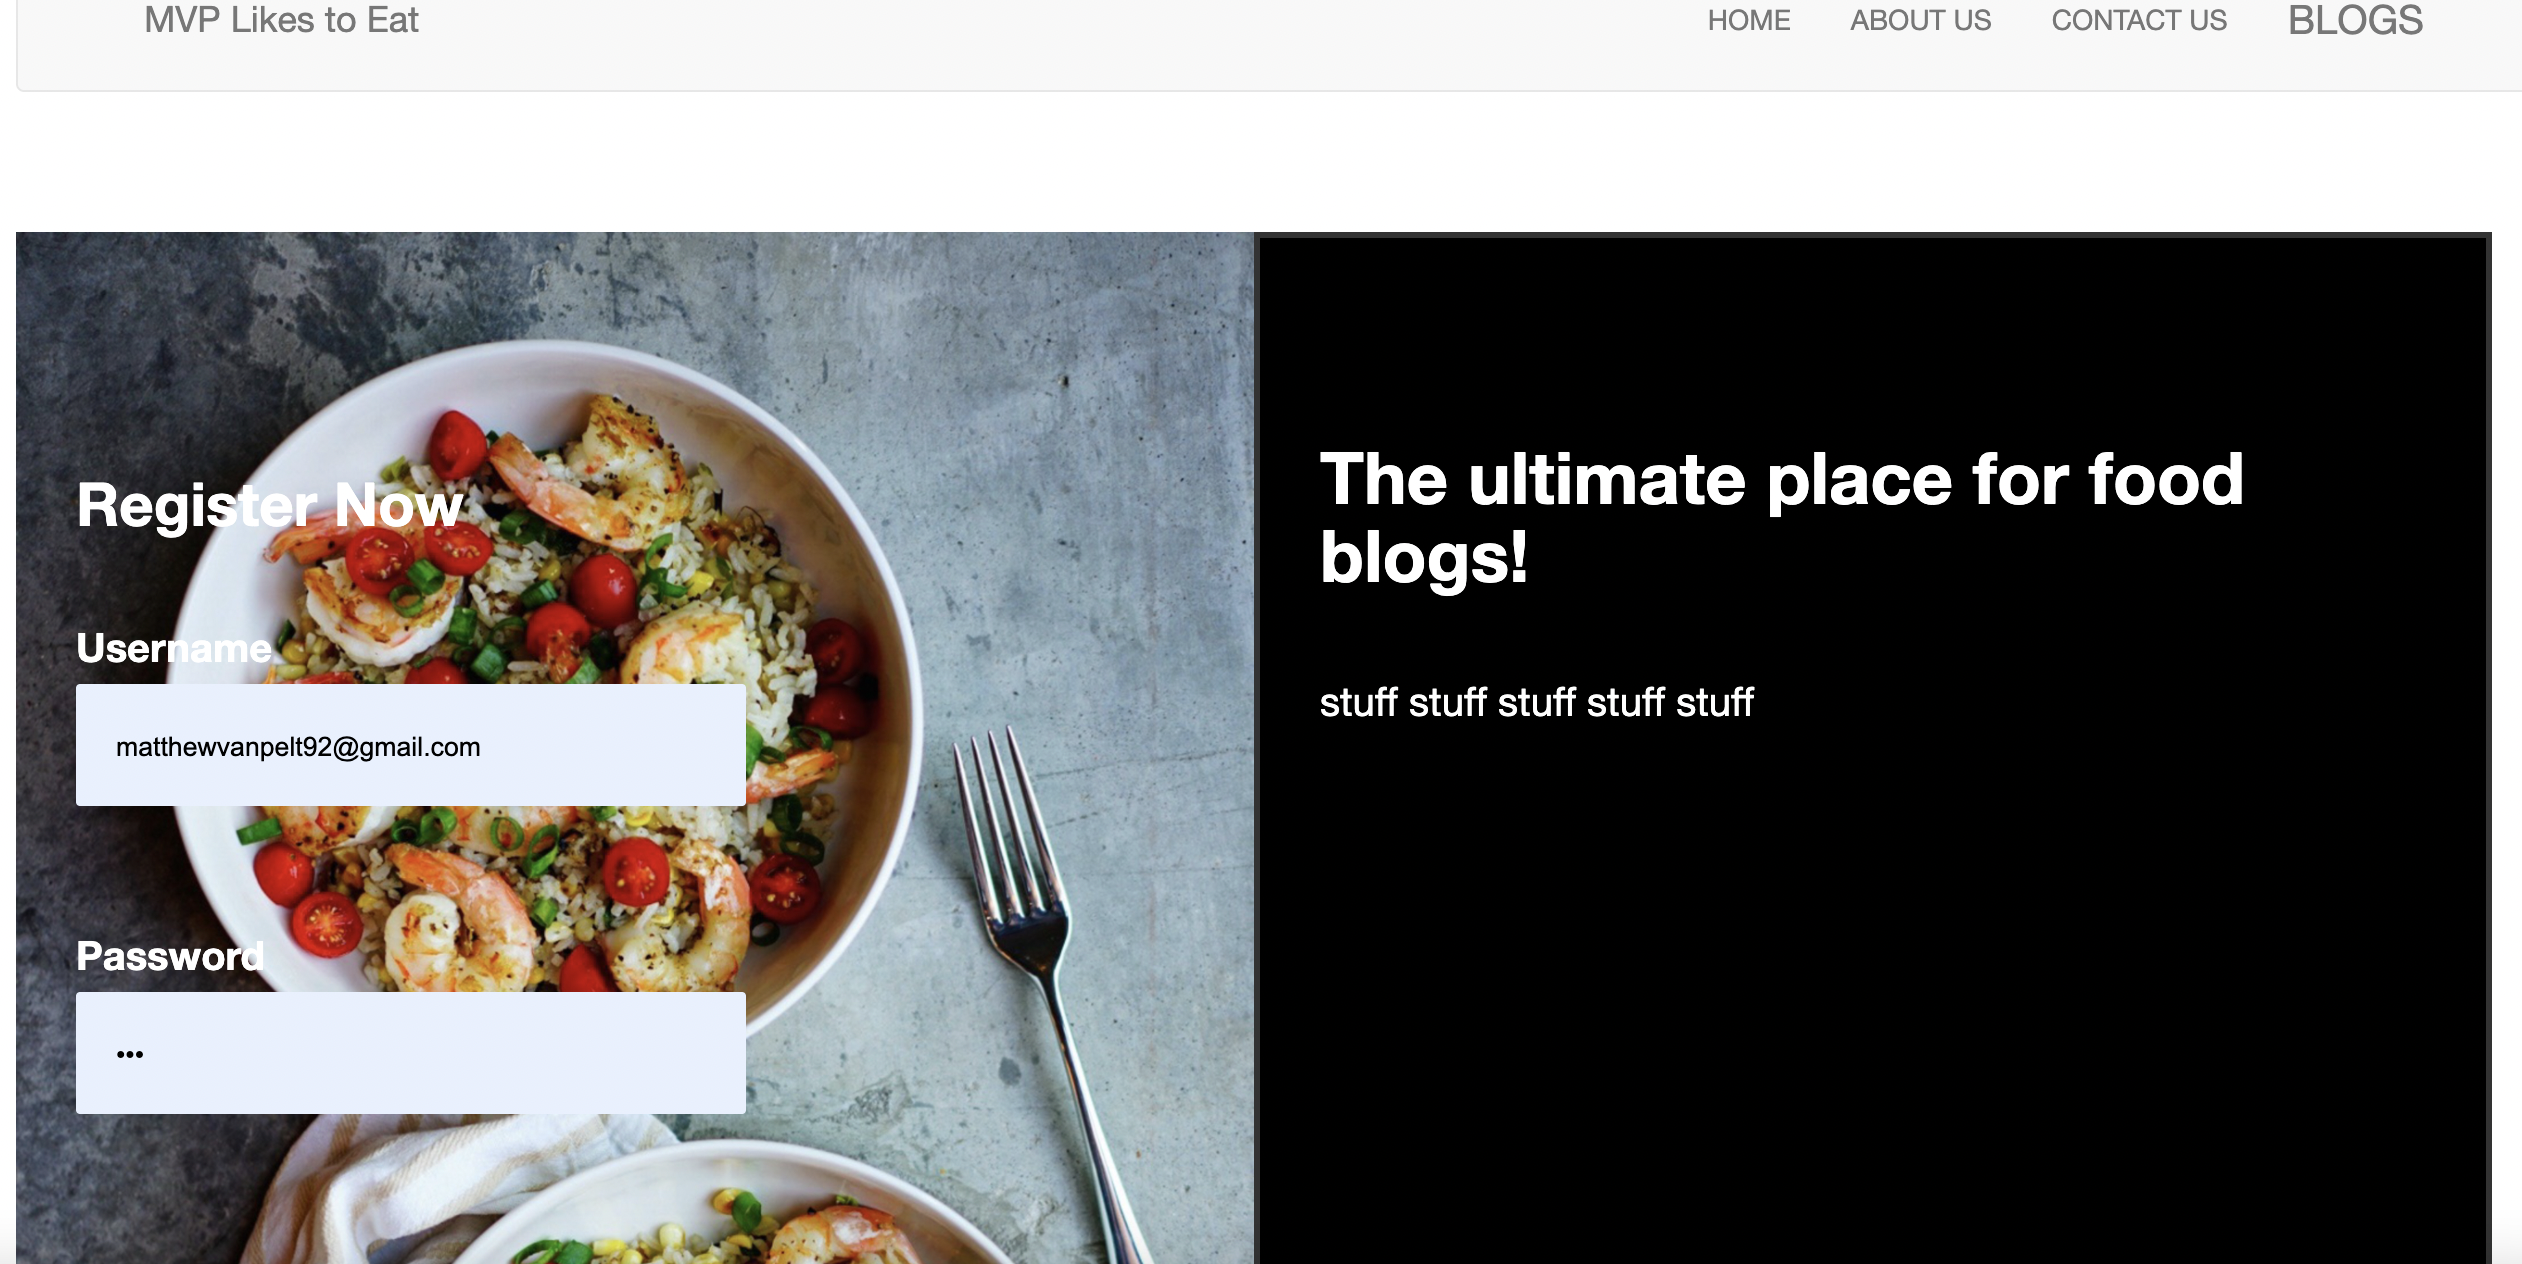 MVP Likes to Eat
HOME ABOUT US CONTACT US BLOGS
Register Now
Username
matthewvanpelt92@gmail.com
Password
•••
The ultimate place for food
blogs!
stuff stuff stuff stuff stuff